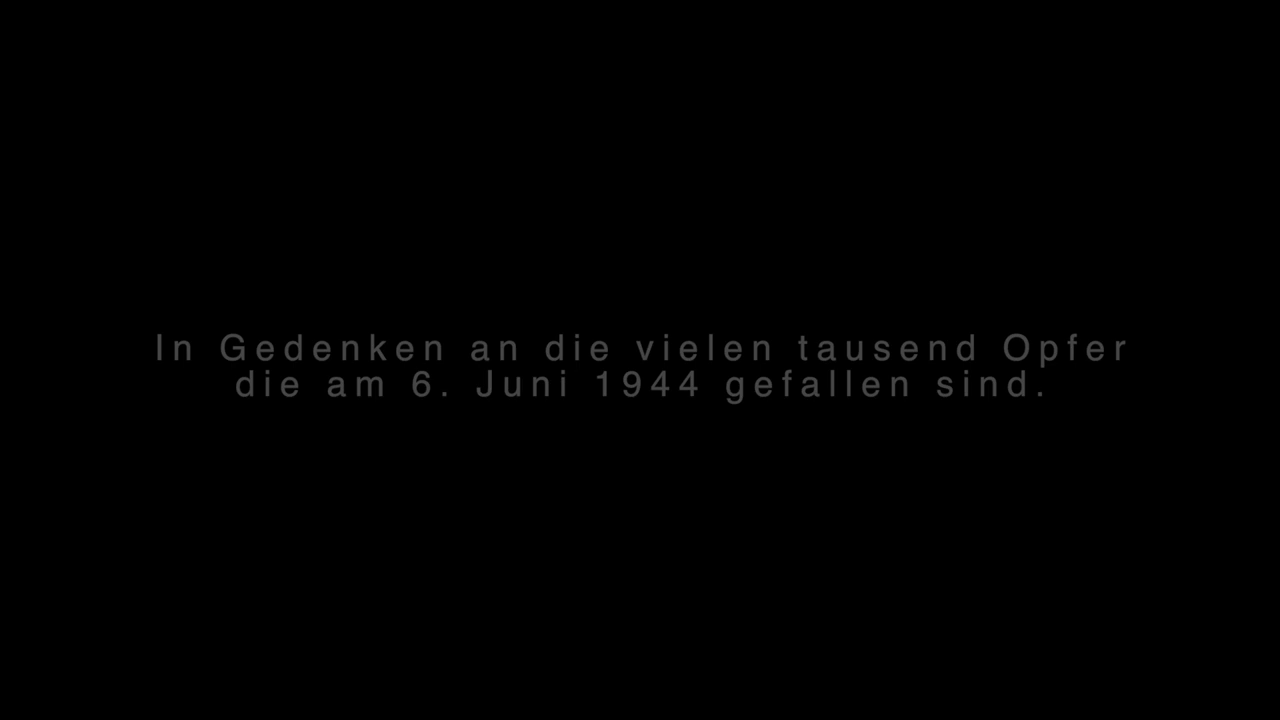 In Gedenken an die vielen tausend Opfer
die am 6. Juni 1944 gefallen sind.